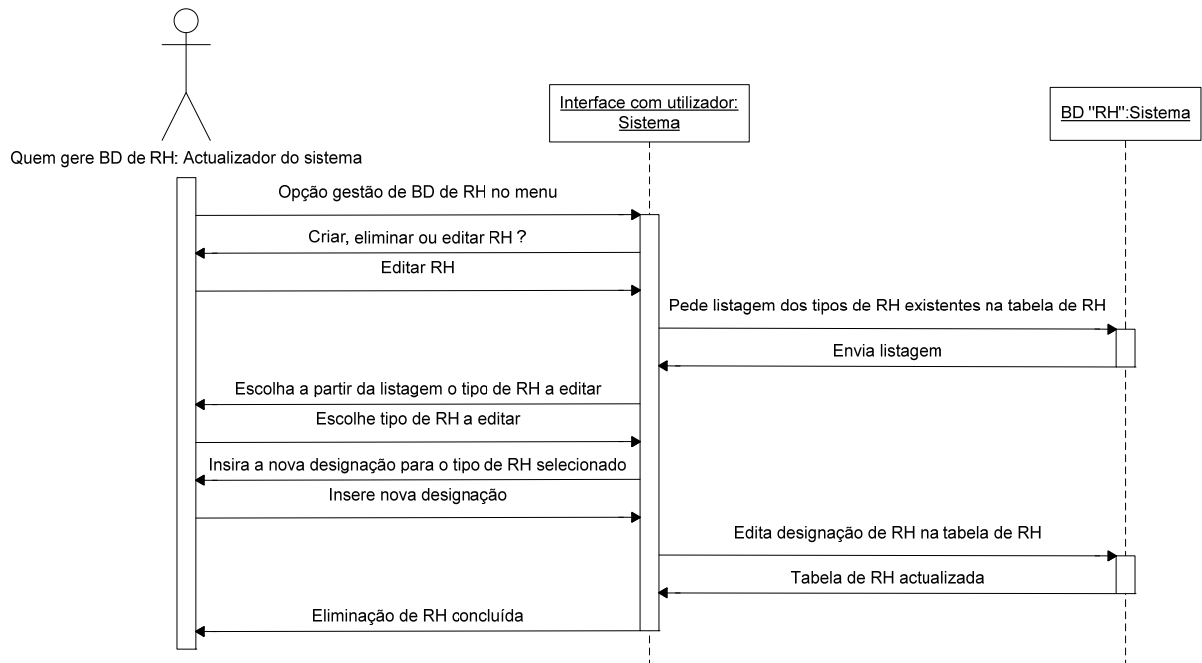 Interface com utilizador:
Sistema
BD "RH":Sistema
Quem gere BD de RH: Actualizador do sistema
Opção gestão de BD de RH no menu
Criar, eliminar ou editar RH ?
Editar RH
Pede listagem dos tipos de RH existentes na tabela de RH
Envia listagem
Escolha a partir da listagem o tipo de RH a editar
Escolhe tipo de RH a editar
Insira a nova designação para o tipo de RH selecionado
Insere nova designação
Edita designação de RH na tabela de RH
Tabela de RH actualizada
Eliminação de RH concluída